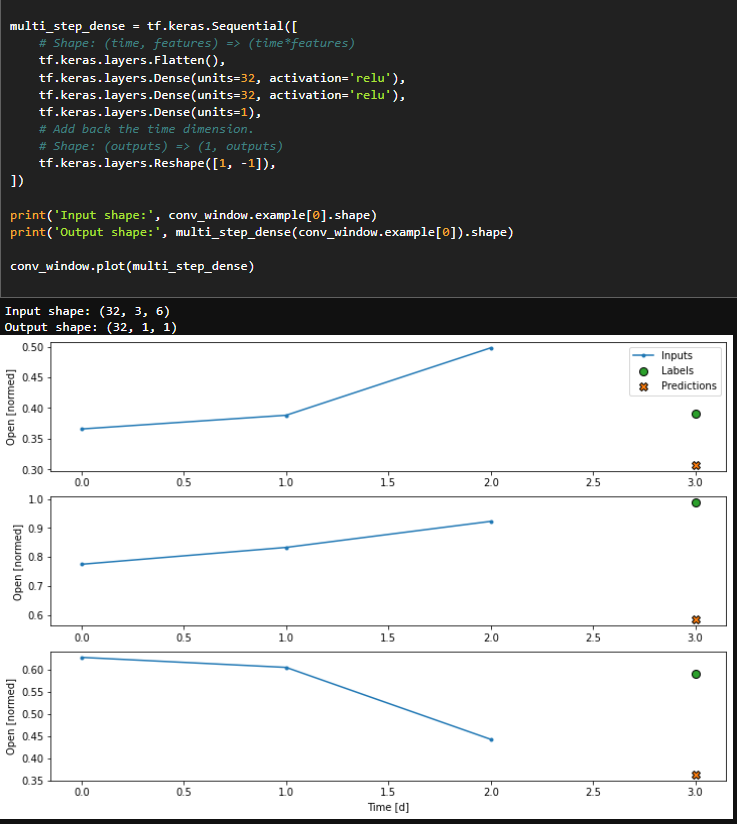 multi_step_dense = tf.keras.Sequential([
# Shape: (time, features) => (time*features)
tf.keras.layers.Flatten(),
tf.keras.layers.Dense(units=32, activation='relu'),
tf.keras.layers.Dense(units=32, activation='relu'),
tf.keras.layers.Dense(units=1),
# Add back the time dimension.
# Shape: (outputs) => (1, outputs)
tf.keras.layers.Reshape([1, -1]),
])
print('Input shape:', conv_window.example[0].shape)
print('Output shape:', multi_step_dense(conv_window.example[0]).shape)
conv_window.plot(multi_step_dense)
Input shape: (32, 3, 6)
Output shape: (32, 1, 1)
Open [normed]
0.50
0.45
0.40
0.35
0.30
Inputs
Labels
Predictions
0.0 0.5 1.0 1.5 2.0 2.5 3.0
Open [normed]
1.0
0.9
0.8
0.7
0.6
0.0 0.5 1.0 1.5 2.0 2.5 3.0
Open [normed]
0.60
0.55
0.50
0.45
0.40
0.35
0.0 0.5 1.0 1.5 2.0 2.5 3.0
Time [d]